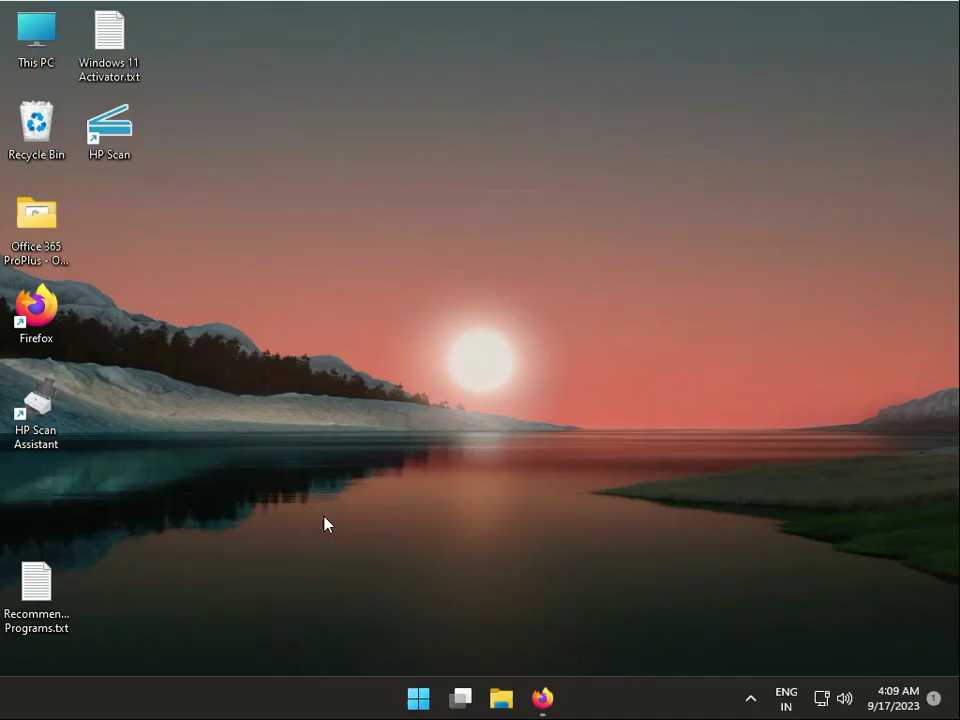 This PC
Windows 11
Activator.txt
Recycle Bin
HP Scan
Office 365
ProPlus - O...
Firefox
HP Scan
Assistant
Recommen...
Programs.txt
ENG
IN
4:09 AM
9/17/2023
1